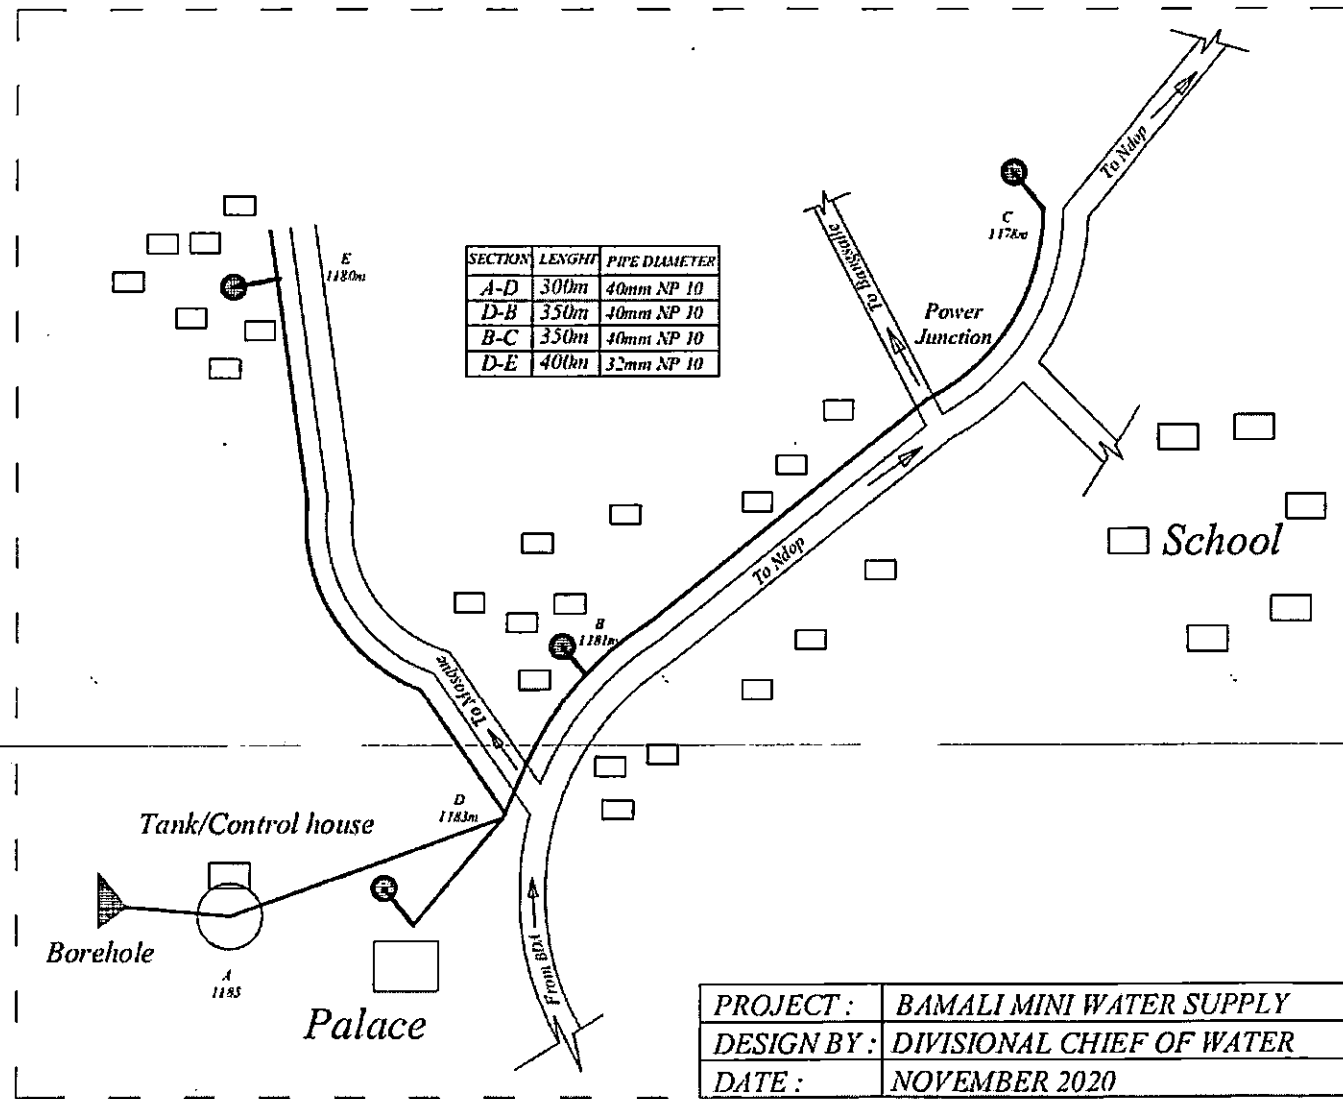 To Ndop
C
1178m
To Bangsalle
E
1180m
SECTION LENGHT PIPE DIAMETER
A-D 300m 40mm NP 10
D-B 350m 40mm NP 10
B-C 350m 40mm NP 10
D-E 400m 32mm NP 10
Power
Junction
School
To Ndop
B
1181m
To Mosque
D
1183m
Tank/Control house
Borehole
A
1185
Palace
From BDA
PROJECT : BAMALI MINI WATER SUPPLY
DESIGN BY : DIVISIONAL CHIEF OF WATER
DATE : NOVEMBER 2020